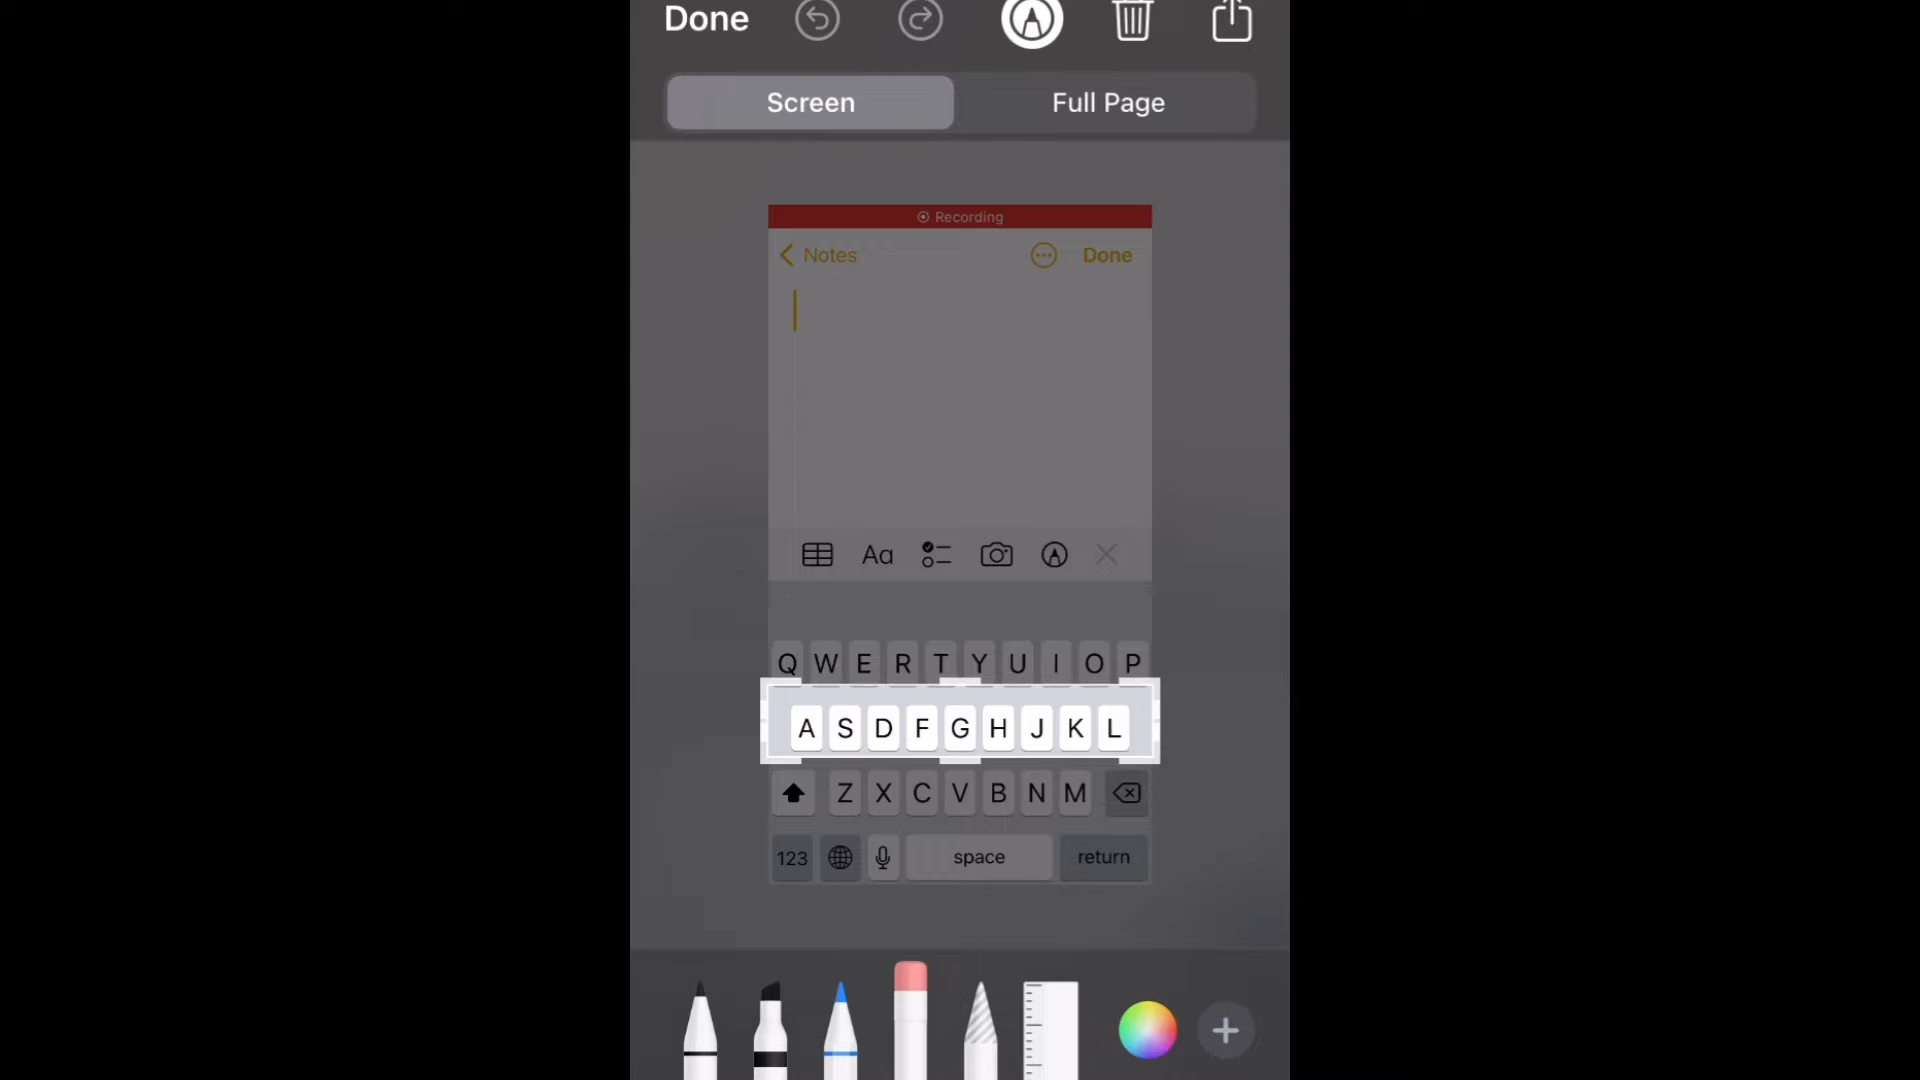 Done
Screen Full Page
Recording
Notes Done
Aa
Q W E R T Y U I O P
A S D F G H J K L
Z X C V B N M
123 space return